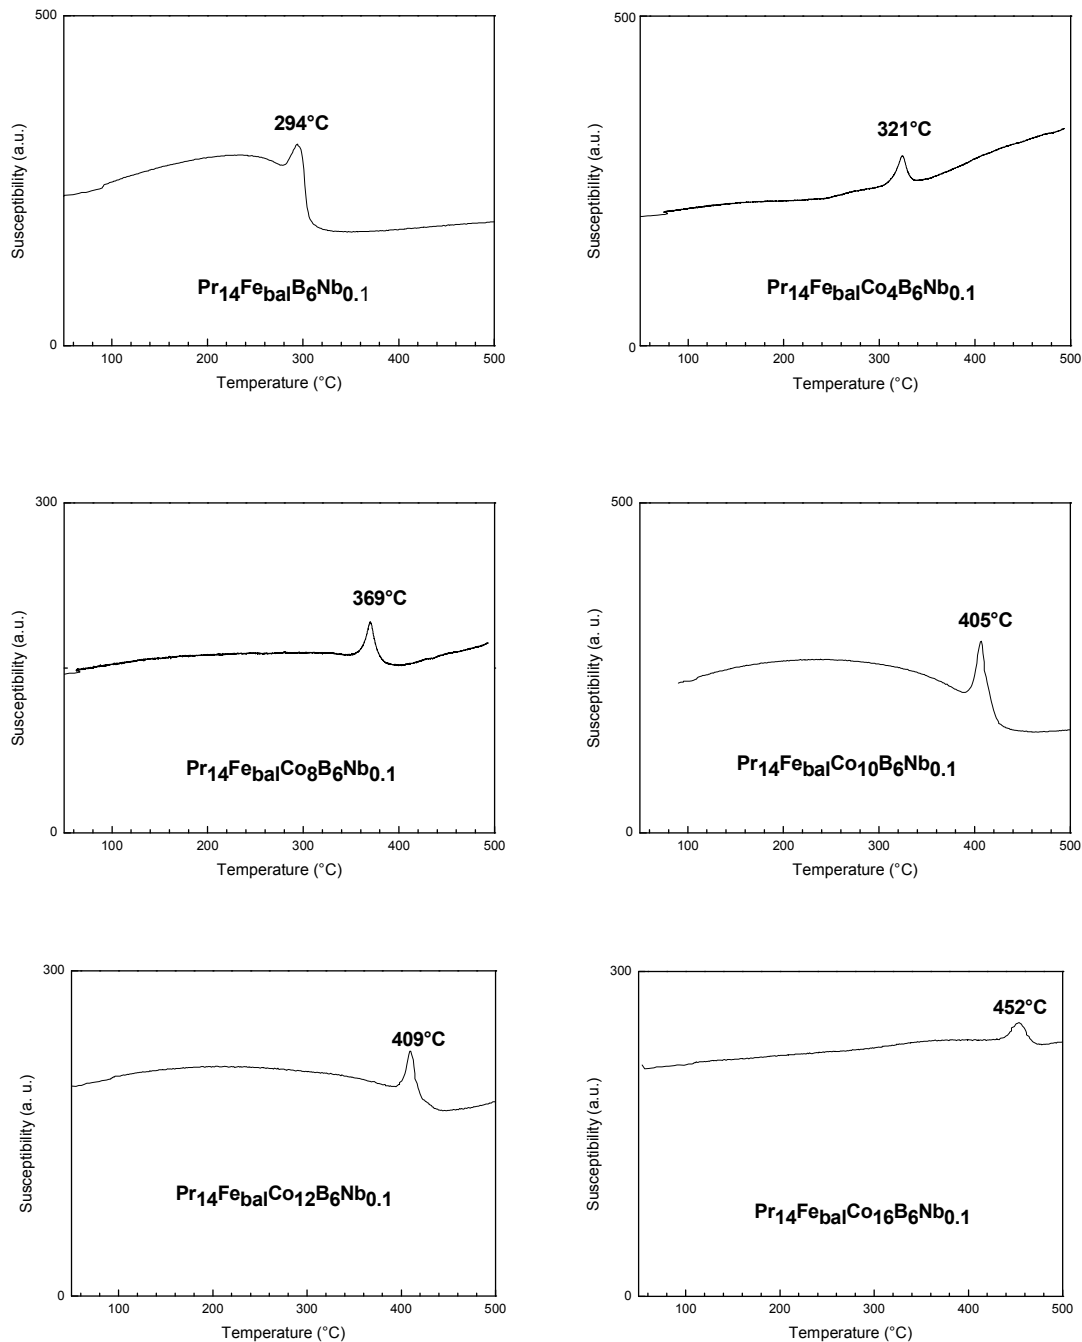 500
294°C
Susceptibility (a.u.)
Pr14FebalB6Nb0.1
0
100 200 300 400 500
Temperature (°C)
500
321°C
Susceptibility (a.u.)
Pr14FebalCo4B6Nb0.1
0
100 200 300 400 500
Temperature (°C)
300
369°C
Susceptibility (a.u.)
Pr14FebalCo8B6Nb0.1
0
100 200 300 400 500
Temperature (°C)
500
405°C
Susceptibility (a. u.)
Pr14FebalCo10B6Nb0.1
0
100 200 300 400 500
Temperature (°C)
300
409°C
Susceptibility (a. u.)
Pr14FebalCo12B6Nb0.1
0
100 200 300 400 500
Temperature (°C)
300
452°C
Susceptibility (a.u.)
Pr14FebalCo16B6Nb0.1
0
100 200 300 400 500
Temperature (°C)